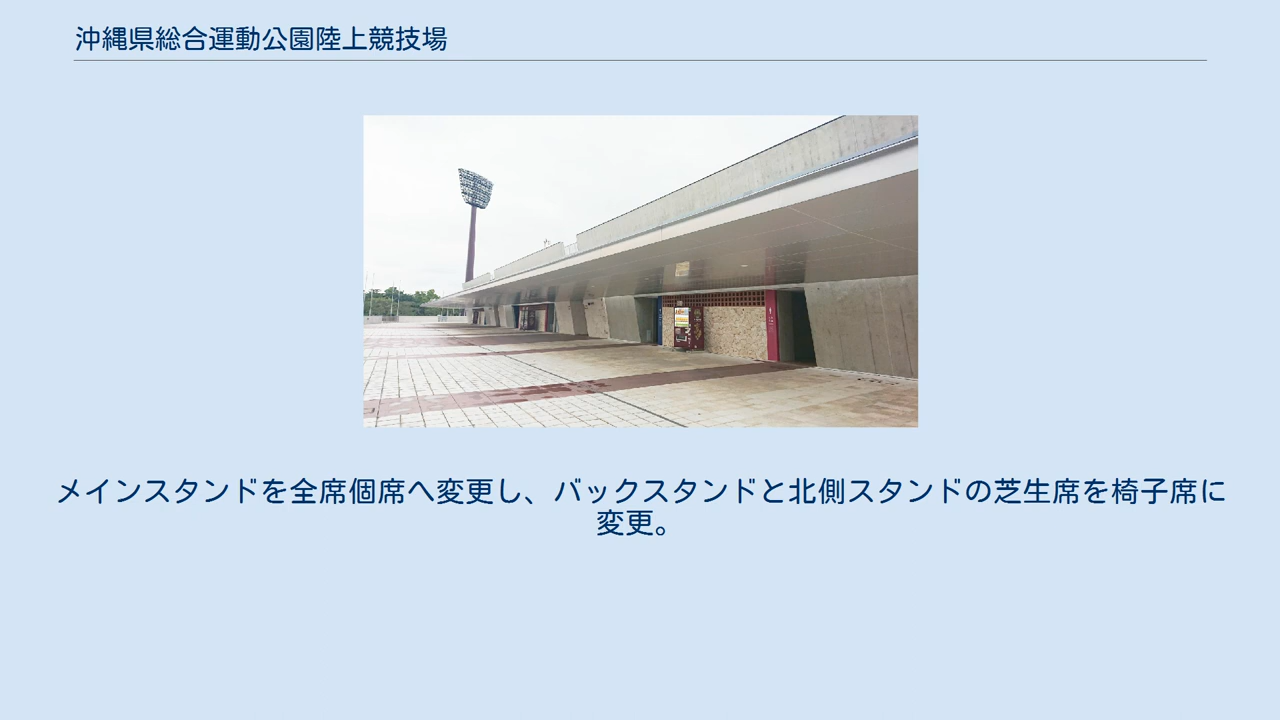 沖縄県総合運動公園陸上競技場
メインスタンドを全席個席へ変更し、バックスタンドと北側スタンドの芝生席を椅子席に
変更。